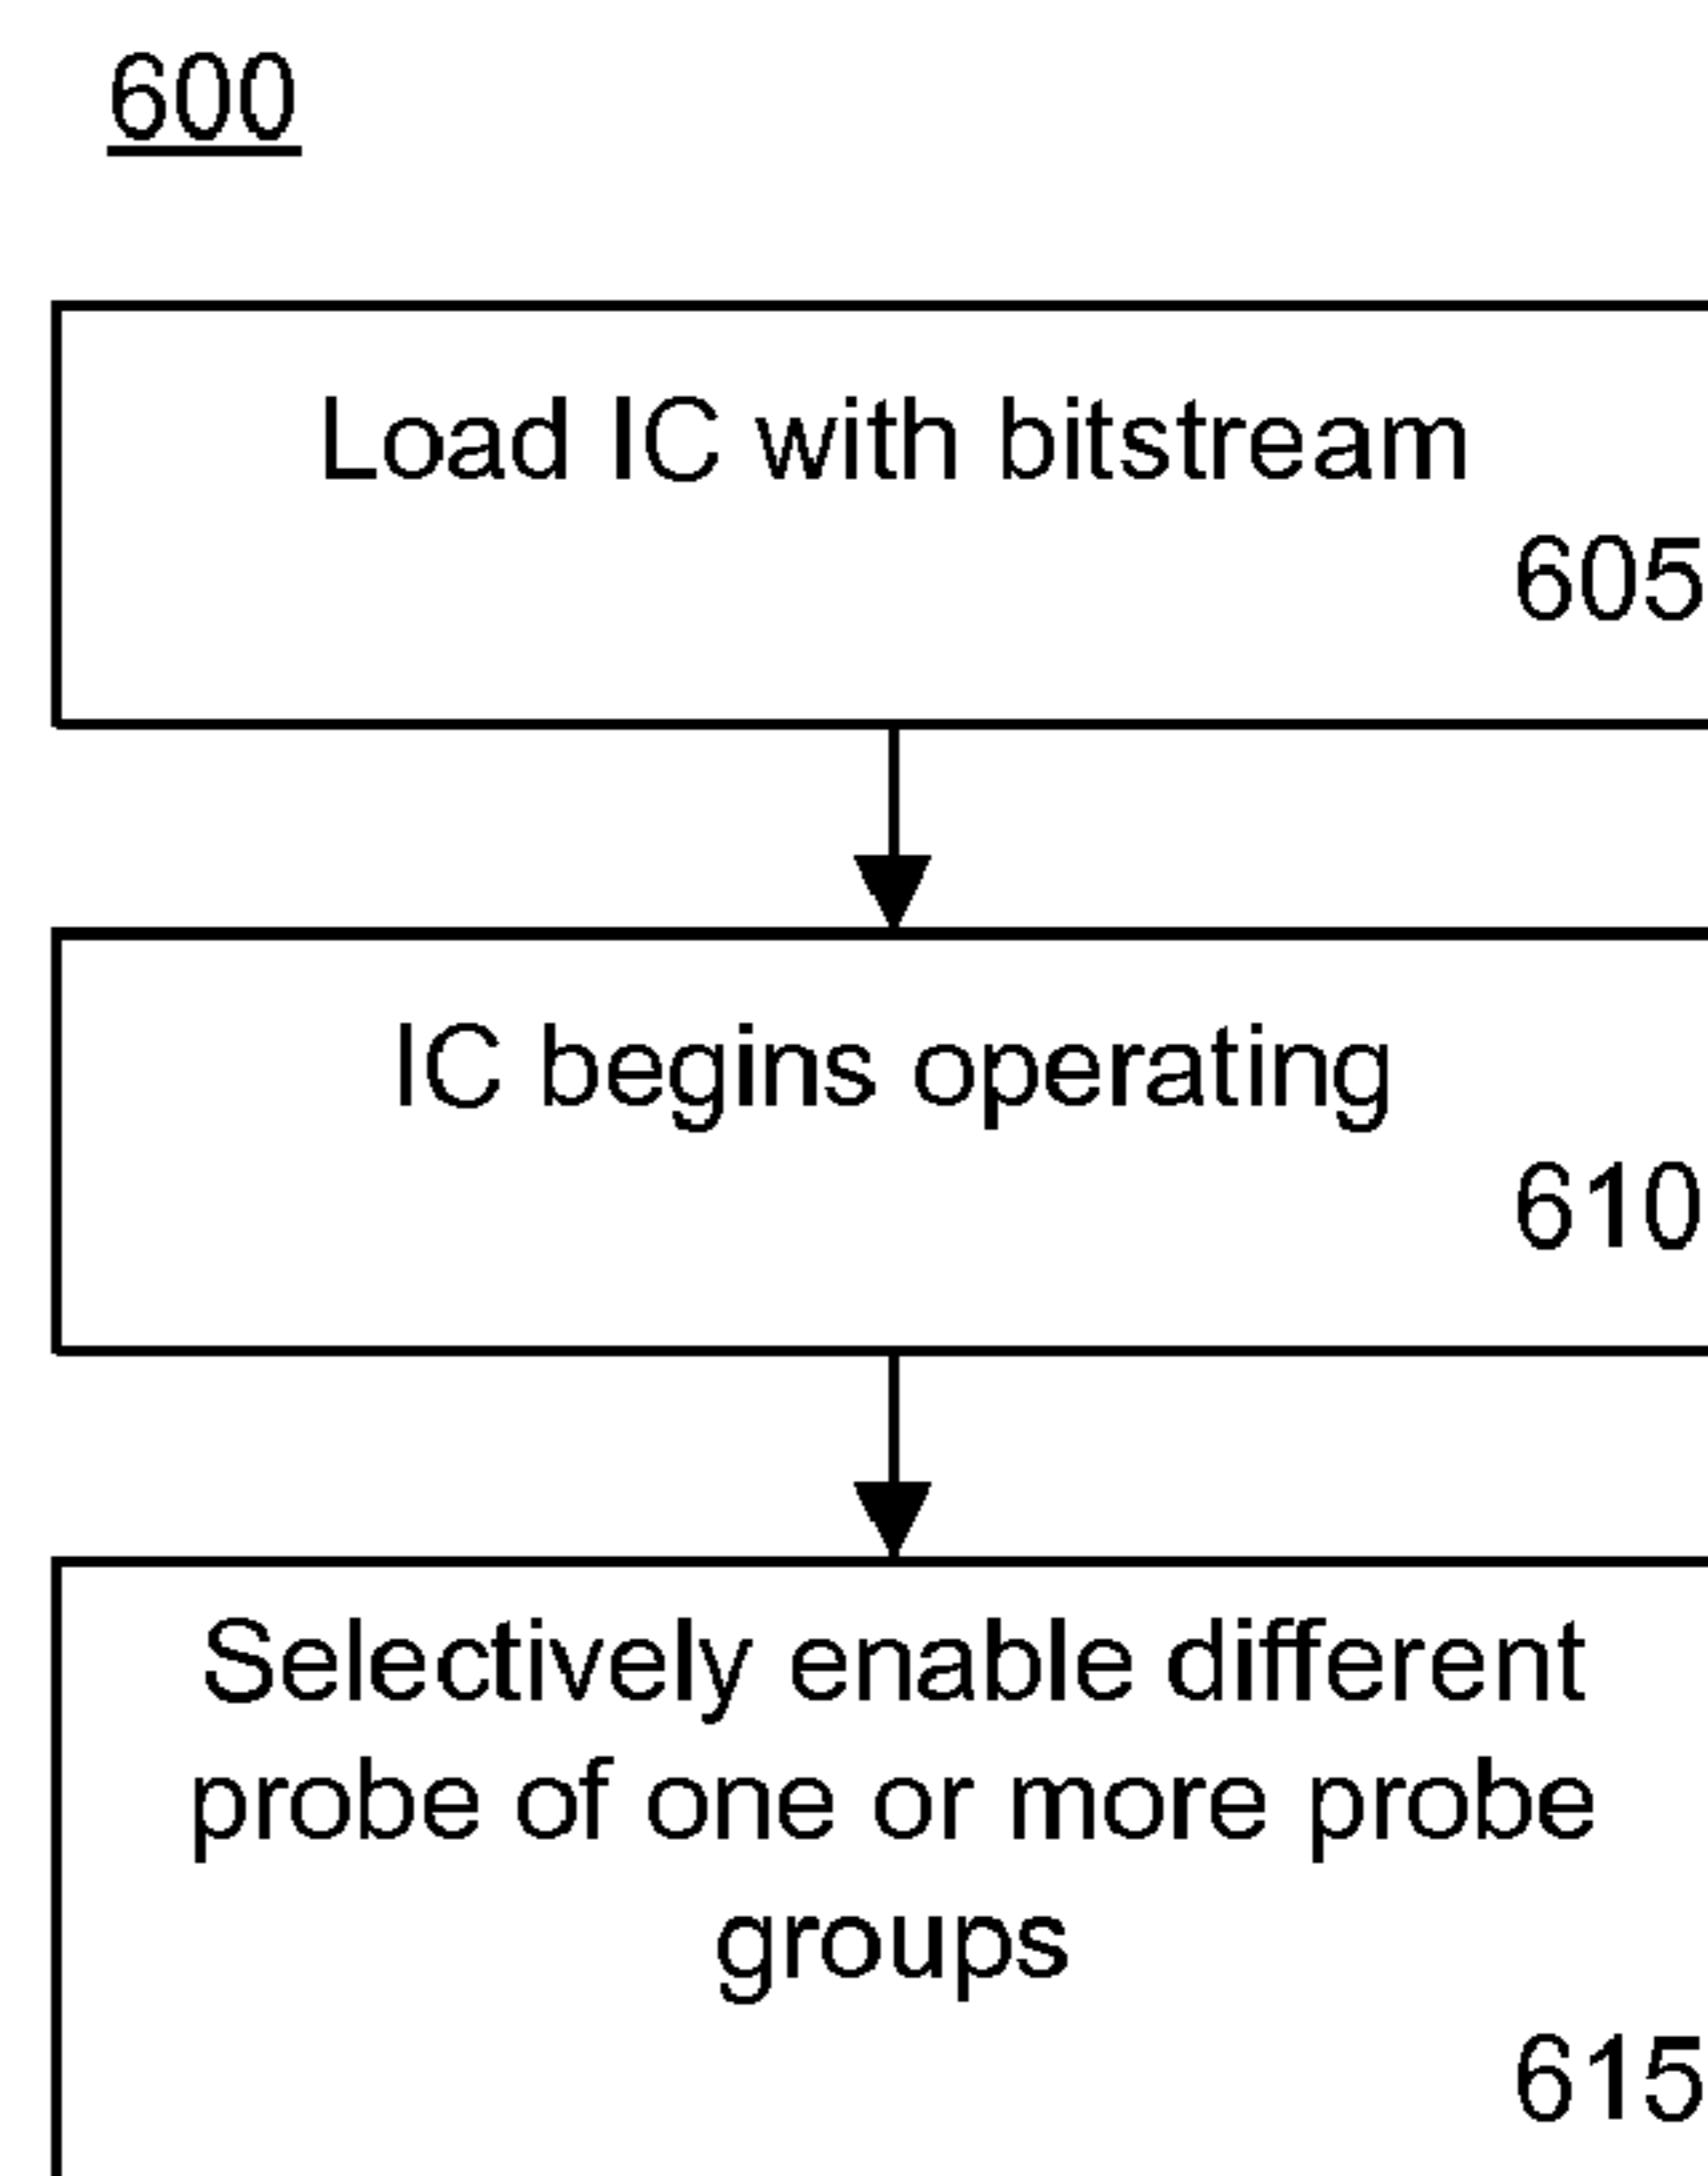 600
Load IC with bitstream
605
IC begins operating
610
Selectively enable different
probe of one or more probe
groups
615